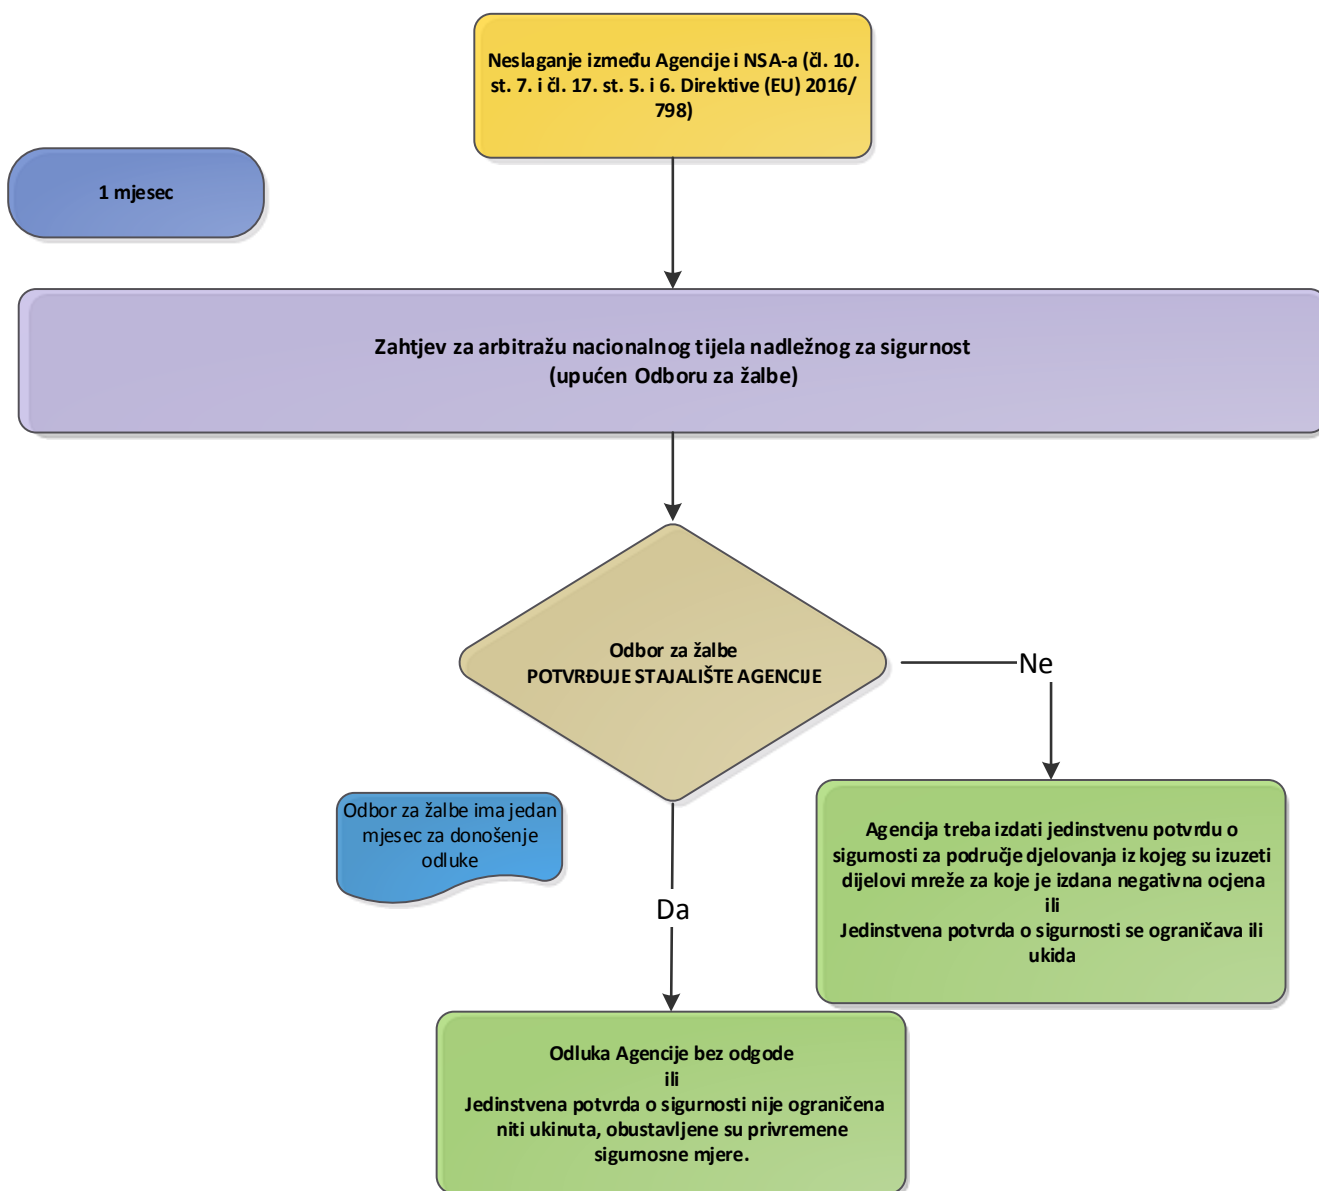 Neslaganje između Agencije i NSA-a (čl. 10.
st. 7. i čl. 17. st. 5. i 6. Direktive (EU) 2016/
798)
1 mjesec
Zahtjev za arbitražu nacionalnog tijela nadležnog za sigurnost
(upućen Odboru za žalbe)
Odbor za žalbe
POTVRĐUJE STAJALIŠTE AGENCIJE
Ne
Odbor za žalbe ima jedan
mjesec za donošenje
odluke
Agencija treba izdati jedinstvenu potvrdu o
sigurnosti za područje djelovanja iz kojeg su izuzeti
dijelovi mreže za koje je izdana negativna ocjena
ili
Jedinstvena potvrda o sigurnosti se ograničava ili
ukida
Da
Odluka Agencije bez odgode
ili
Jedinstvena potvrda o sigurnosti nije ograničena
niti ukinuta, obustavljene su privremene
sigurnosne mjere.